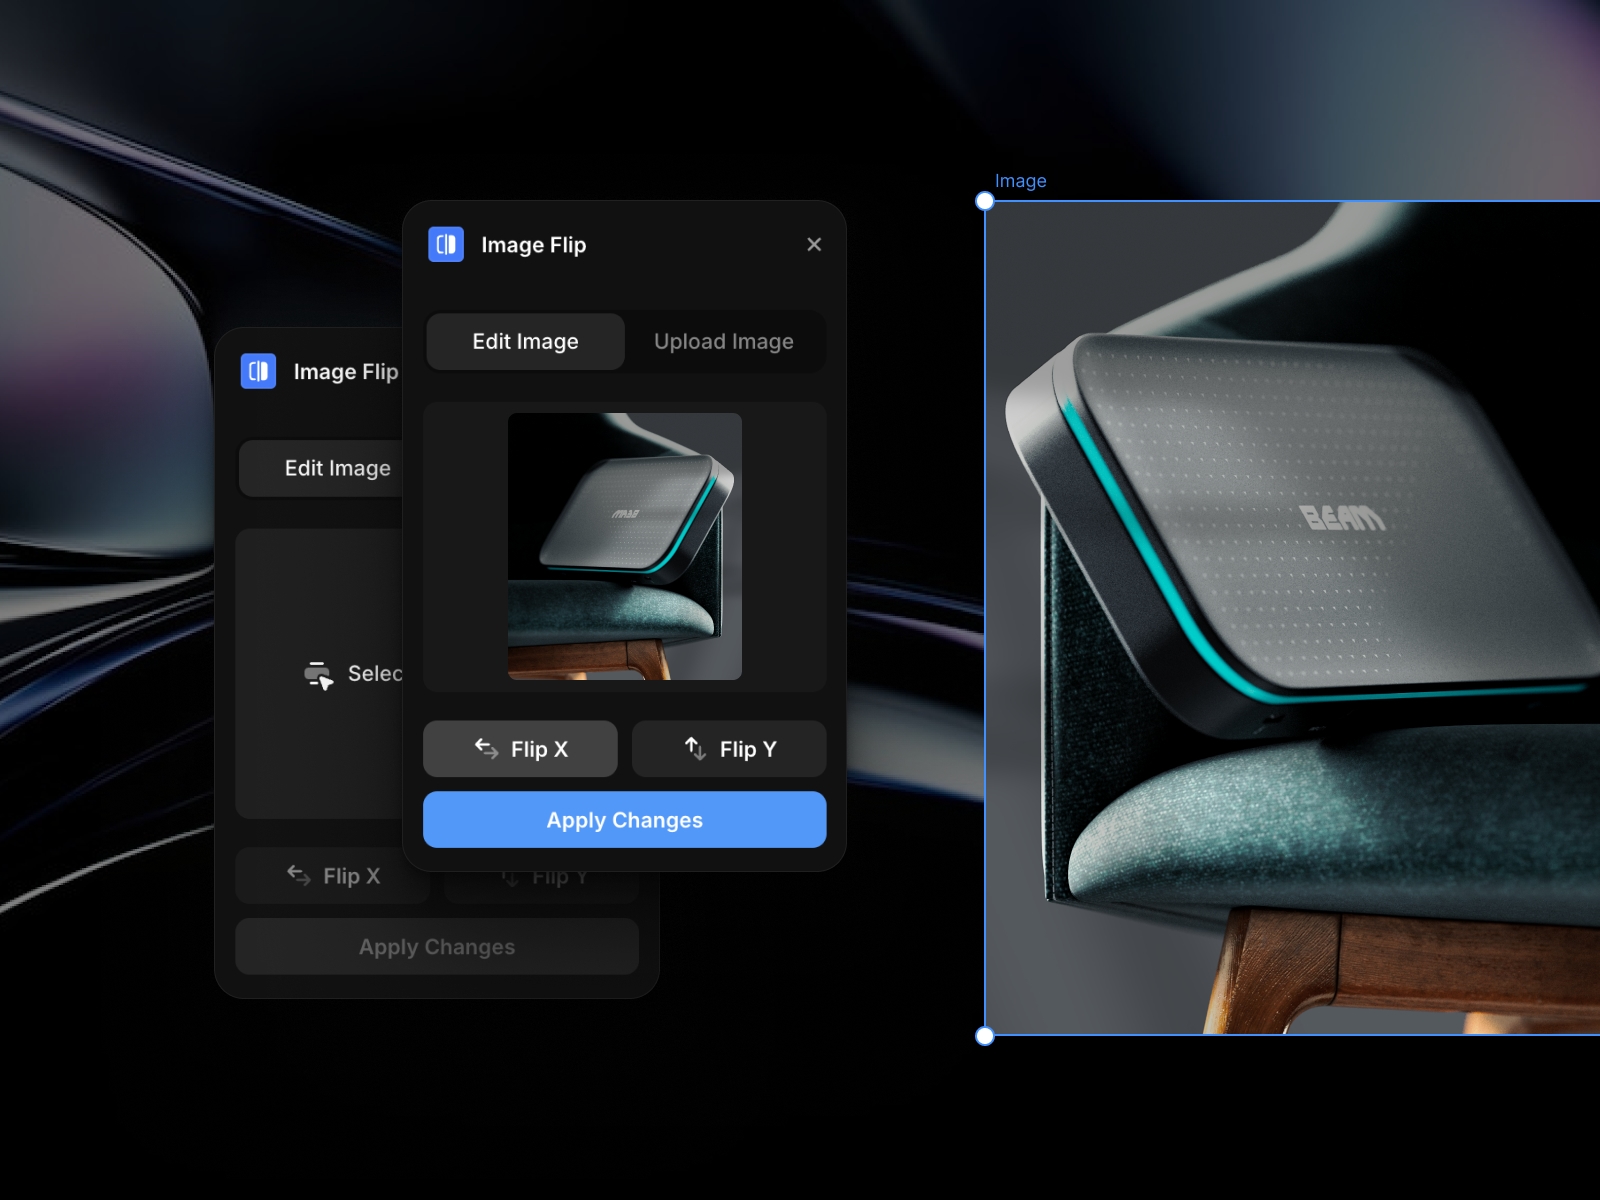 Image
Image Flip
Edit Image
Upload Image
Flip X
Flip Y
Apply Changes
Image Flip
Edit Image
Selec
Flip X
Flip Y
Apply Changes
BEAM